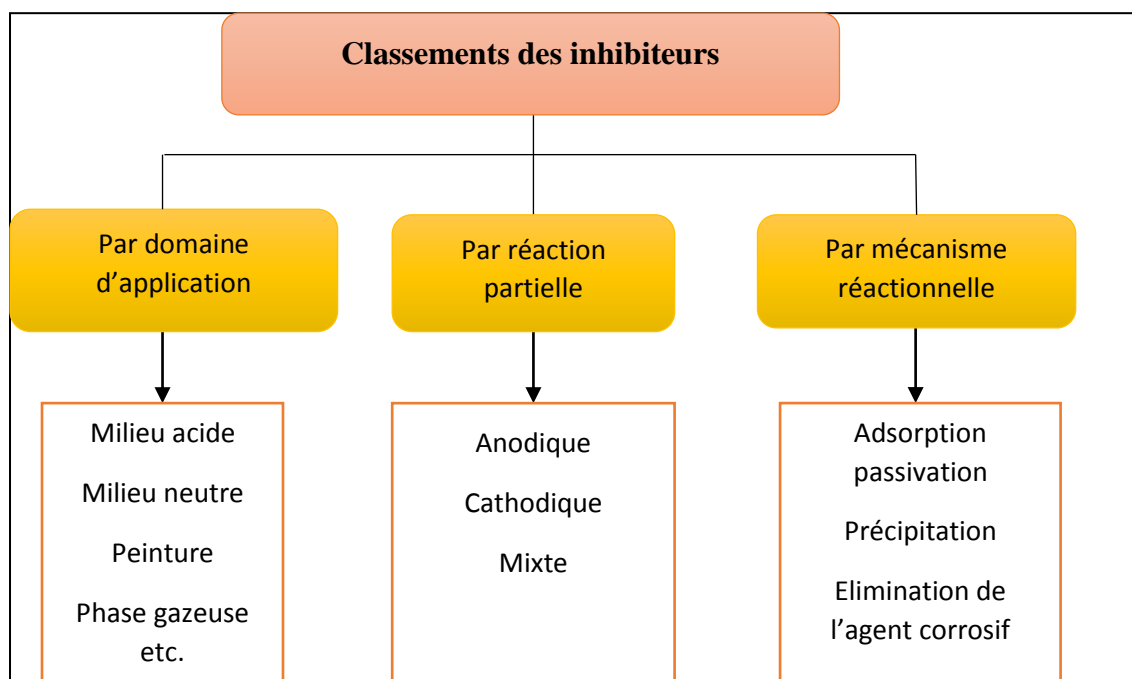 Classements des inhibiteurs
Par domaine
d’application
Par réaction
partielle
Par mécanisme
réactionnelle
Milieu acide
Milieu neutre
Peinture
Phase gazeuse
etc.
Anodique
Cathodique
Mixte
Adsorption
passivation
Précipitation
Elimination de
l’agent corrosif